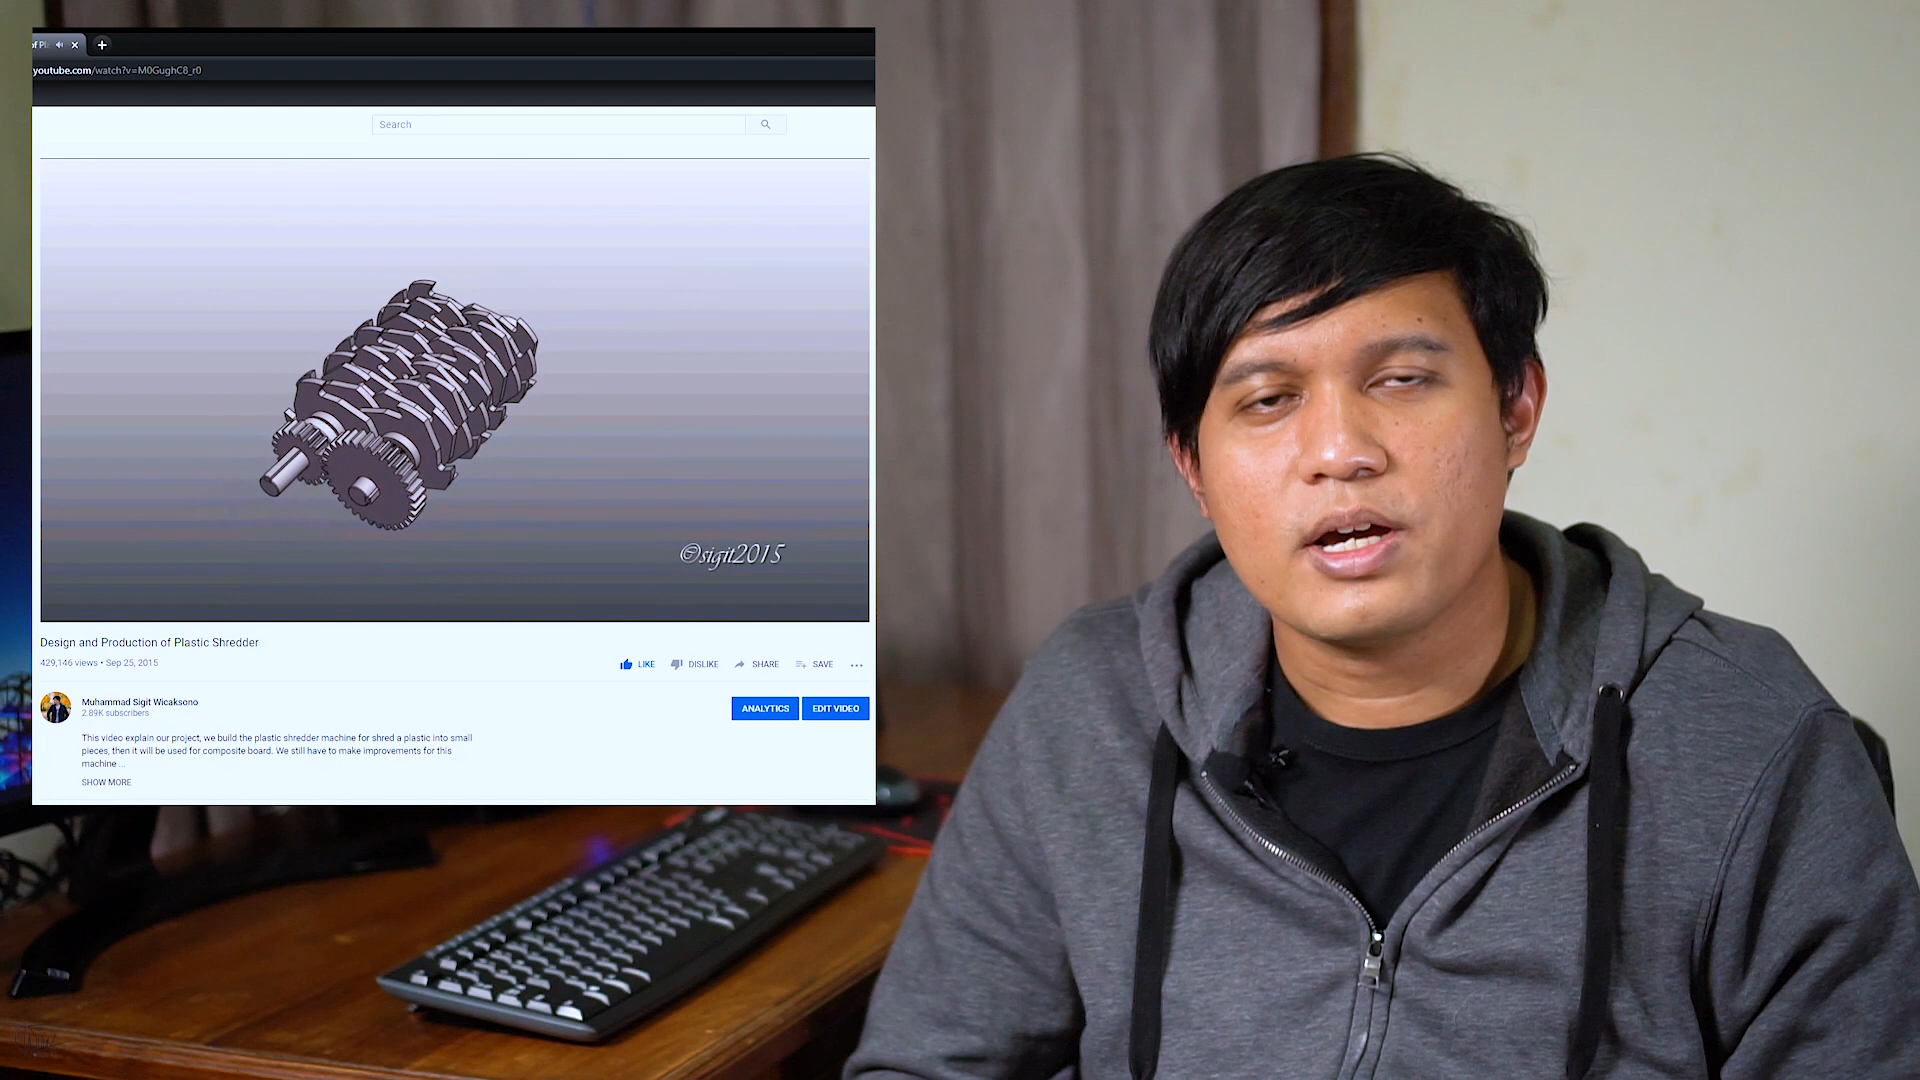 of Pl
youtube.com/watch?v=M0GughC8_r0
Search
©sigit2015
Design and Production of Plastic Shredder
429,146 views • Sep 25, 2015
LIKE DISLIKE SHARE SAVE ...
Muhammad Sigit Wicaksono
2.89K subscribers
ANALYTICS EDIT VIDEO
This video explain our project, we build the plastic shredder machine for shred a plastic into small
pieces, then it will be used for composite board. We still have to make improvements for this
machine ...
SHOW MORE